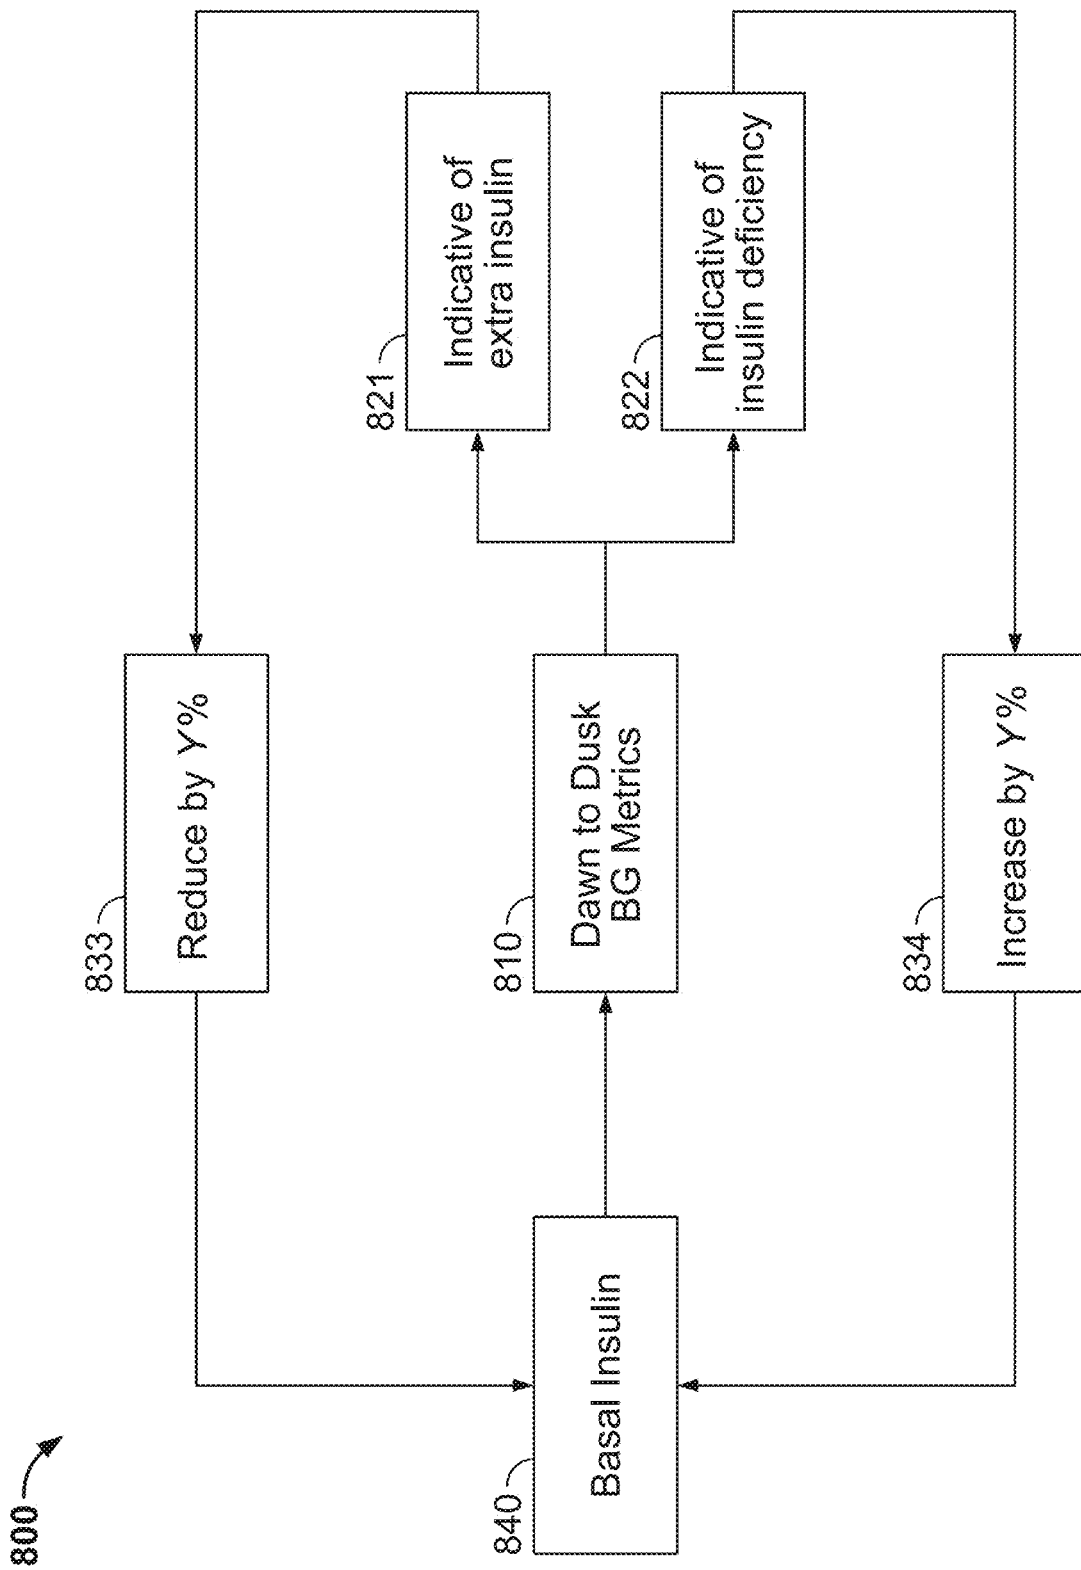 800
833
Reduce by Y%
821
Indicative of
extra insulin
840
Basal Insulin
810
Dawn to Dusk
BG Metrics
822
Indicative of
insulin deficiency
834
Increase by Y%